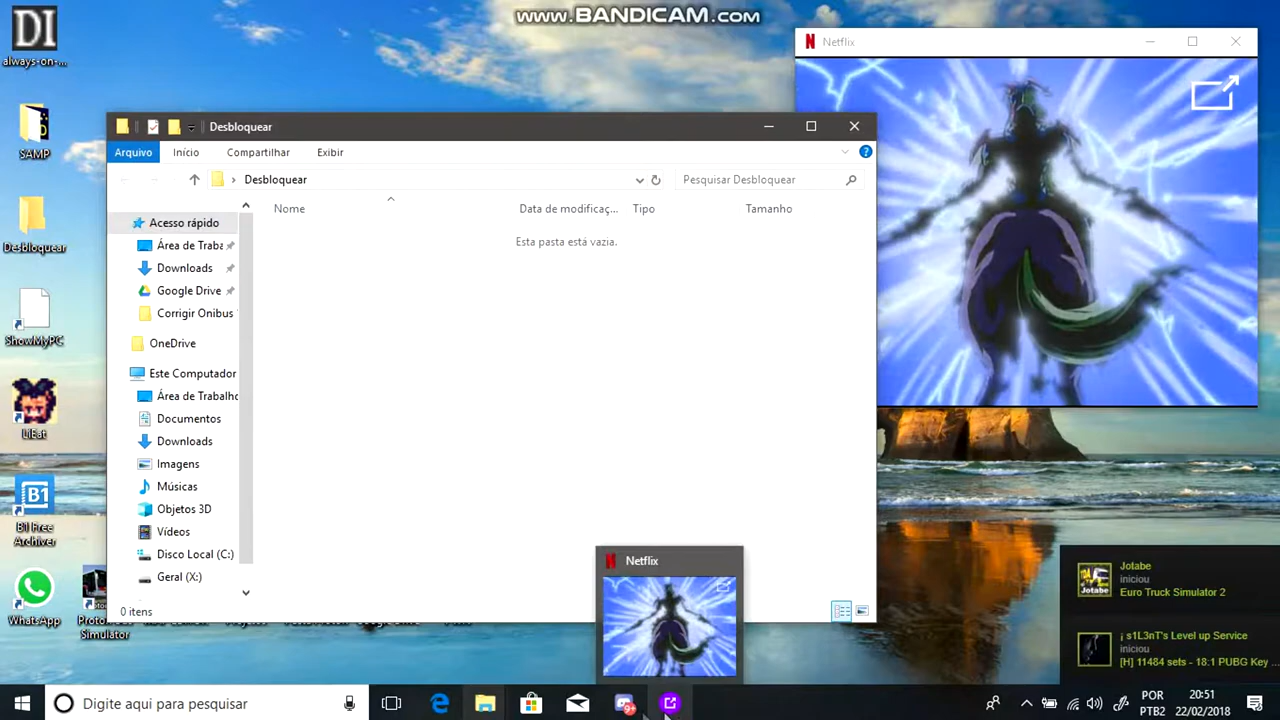 www.BANDICAM.com
DI
always-on-...
SAMP
Desbloquear
ShowMyPC
B1
B1 Free
Archiver
WhatsApp
Simulator
Netflix
Desbloquear
Arquivo
Início
Compartilhar
Exibir
Desbloquear
Pesquisar Desbloquear
Nome
Data de modificaç...
Tipo
Tamanho
Esta pasta está vazia.
Acesso rápido
Área de Traba
Downloads
Google Drive
Corrigir Onibus
OneDrive
Este Computador
Área de Trabalho
Documentos
Downloads
Imagens
Músicas
Objetos 3D
Vídeos
Disco Local (C:)
Geral (X:)
0 itens
Netflix
Jotabe
Jotabe
iniciou
Euro Truck Simulator 2
¡ s1L3nT's Level up Service
iniciou
[H] 11484 sets - 18:1 PUBG Key ...
Digite aqui para pesquisar
9+
POR
PTB2
20:51
22/02/2018